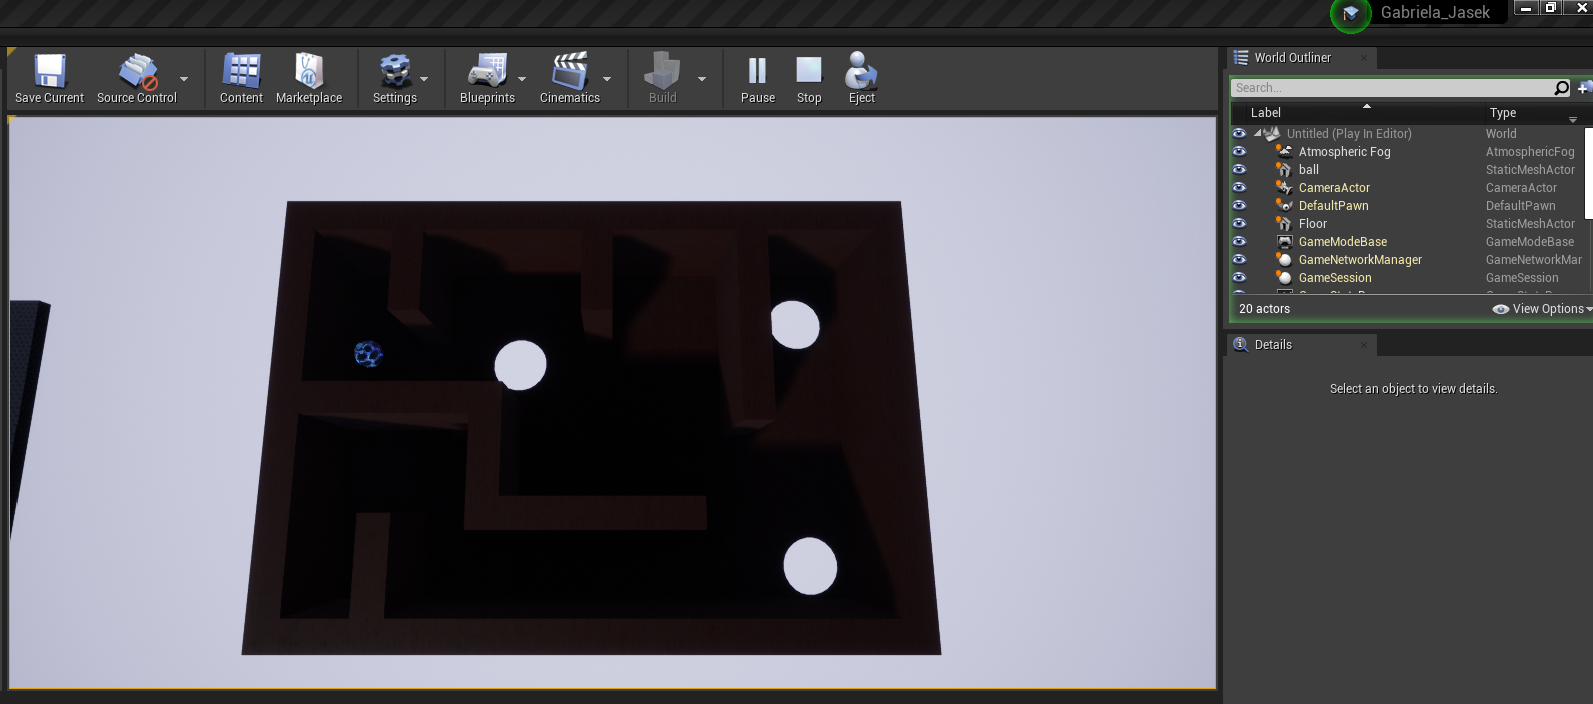 Gabriela_Jasek
Save Current
Source Control
Content
Marketplace
Settings
Blueprints
Cinematics
Build
Pause
Stop
Eject
World Outliner
Search...
Label Type
Untitled (Play In Editor) World
Atmospheric Fog AtmosphericFog
ball StaticMeshActor
CameraActor CameraActor
DefaultPawn DefaultPawn
Floor StaticMeshActor
GameModeBase GameModeBase
GameNetworkManager GameNetworkMar
GameSession GameSession
20 actors View Options
Details
Select an object to view details.